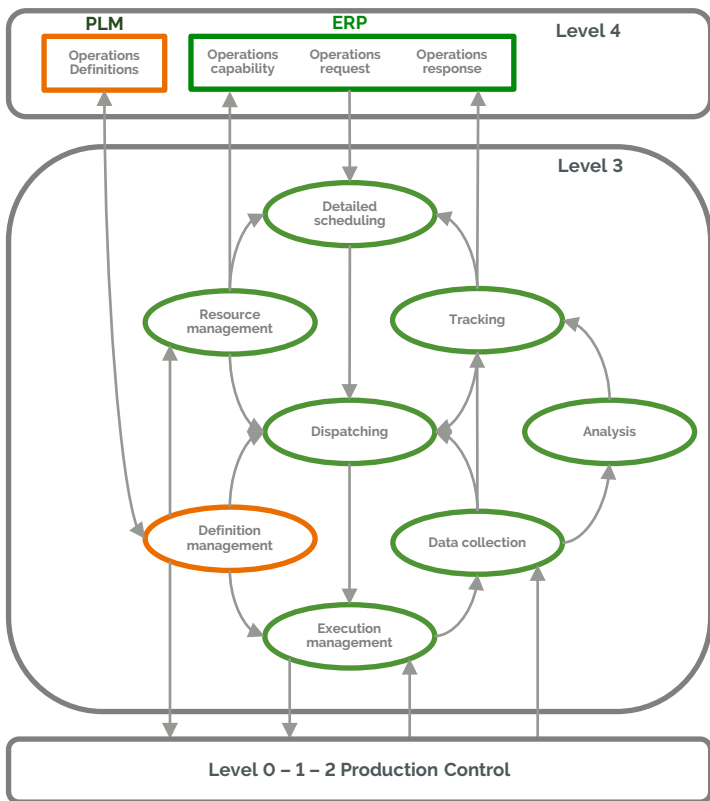 PLM
ERP
Level 4
Operations
Definitions
Operations
capability
Operations
request
Operations
response
Level 3
Detailed
scheduling
Resource
management
Tracking
Dispatching
Analysis
Definition
management
Data collection
Execution
management
Level 0 – 1 – 2 Production Control